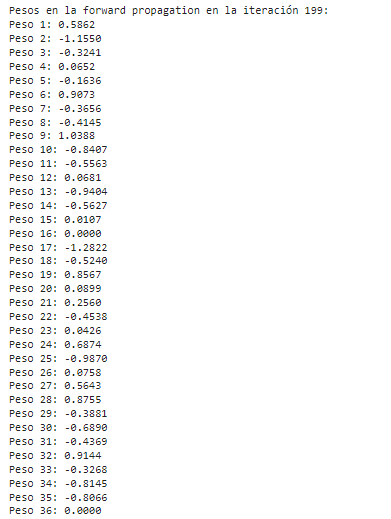 Pesos en la forward propagation en la iteración 199:
Peso 1: 0.5862
Peso 2: -1.1550
Peso 3: -0.3241
Peso 4: 0.0652
Peso 5: -0.1636
Peso 6: 0.9073
Peso 7: -0.3656
Peso 8: -0.4145
Peso 9: 1.0388
Peso 10: -0.8407
Peso 11: -0.5563
Peso 12: 0.0681
Peso 13: -0.9404
Peso 14: -0.5627
Peso 15: 0.0107
Peso 16: 0.0000
Peso 17: -1.2822
Peso 18: -0.5240
Peso 19: 0.8567
Peso 20: 0.0899
Peso 21: 0.2560
Peso 22: -0.4538
Peso 23: 0.0426
Peso 24: 0.6874
Peso 25: -0.9870
Peso 26: 0.0758
Peso 27: 0.5643
Peso 28: 0.8755
Peso 29: -0.3881
Peso 30: -0.6890
Peso 31: -0.4369
Peso 32: 0.9144
Peso 33: -0.3268
Peso 34: -0.8145
Peso 35: -0.8066
Peso 36: 0.0000